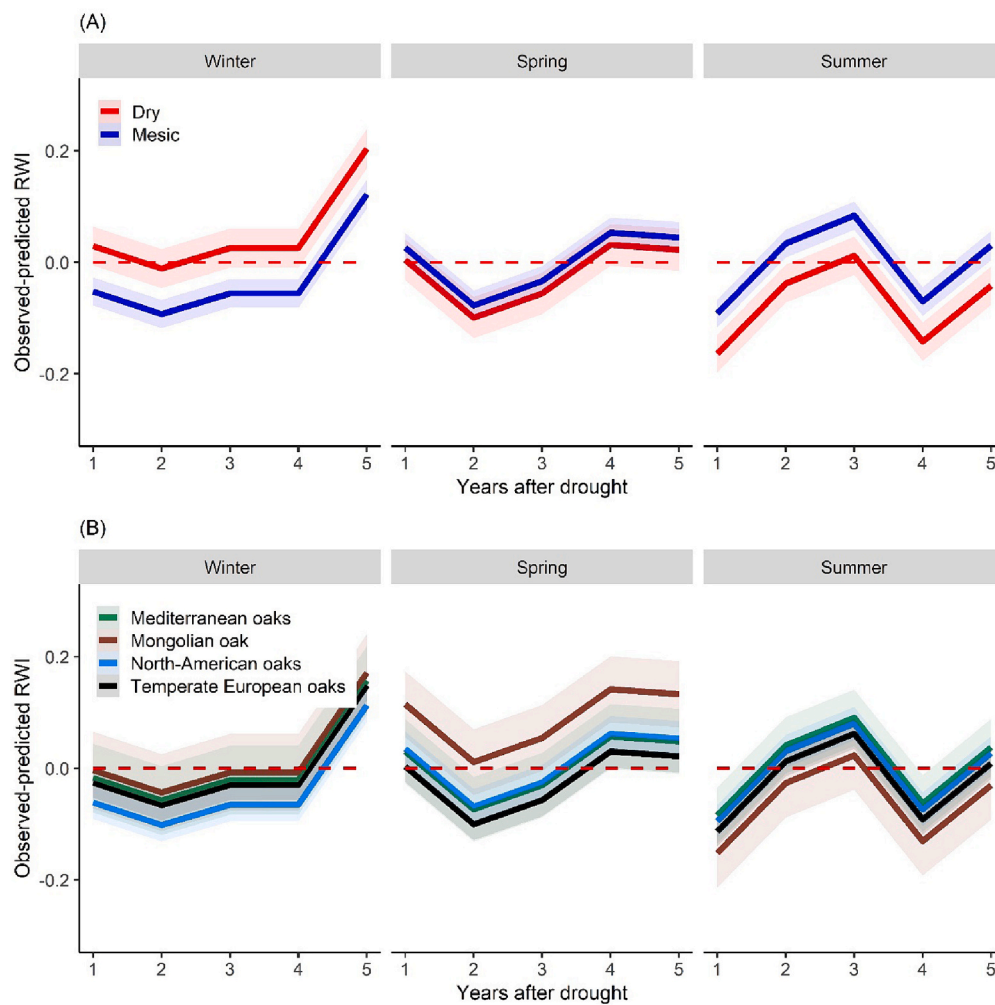 (A)
Winter Spring Summer
Dry
Mesic
Observed-predicted RWI
0.2
0.0
-0.2
1 2 3 4 5 1 2 3 4 5 1 2 3 4 5
Years after drought
(B)
Winter Spring Summer
Mediterranean oaks
Mongolian oak
North-American oaks
Temperate European oaks
Observed-predicted RWI
0.2
0.0
-0.2
1 2 3 4 5 1 2 3 4 5 1 2 3 4 5
Years after drought